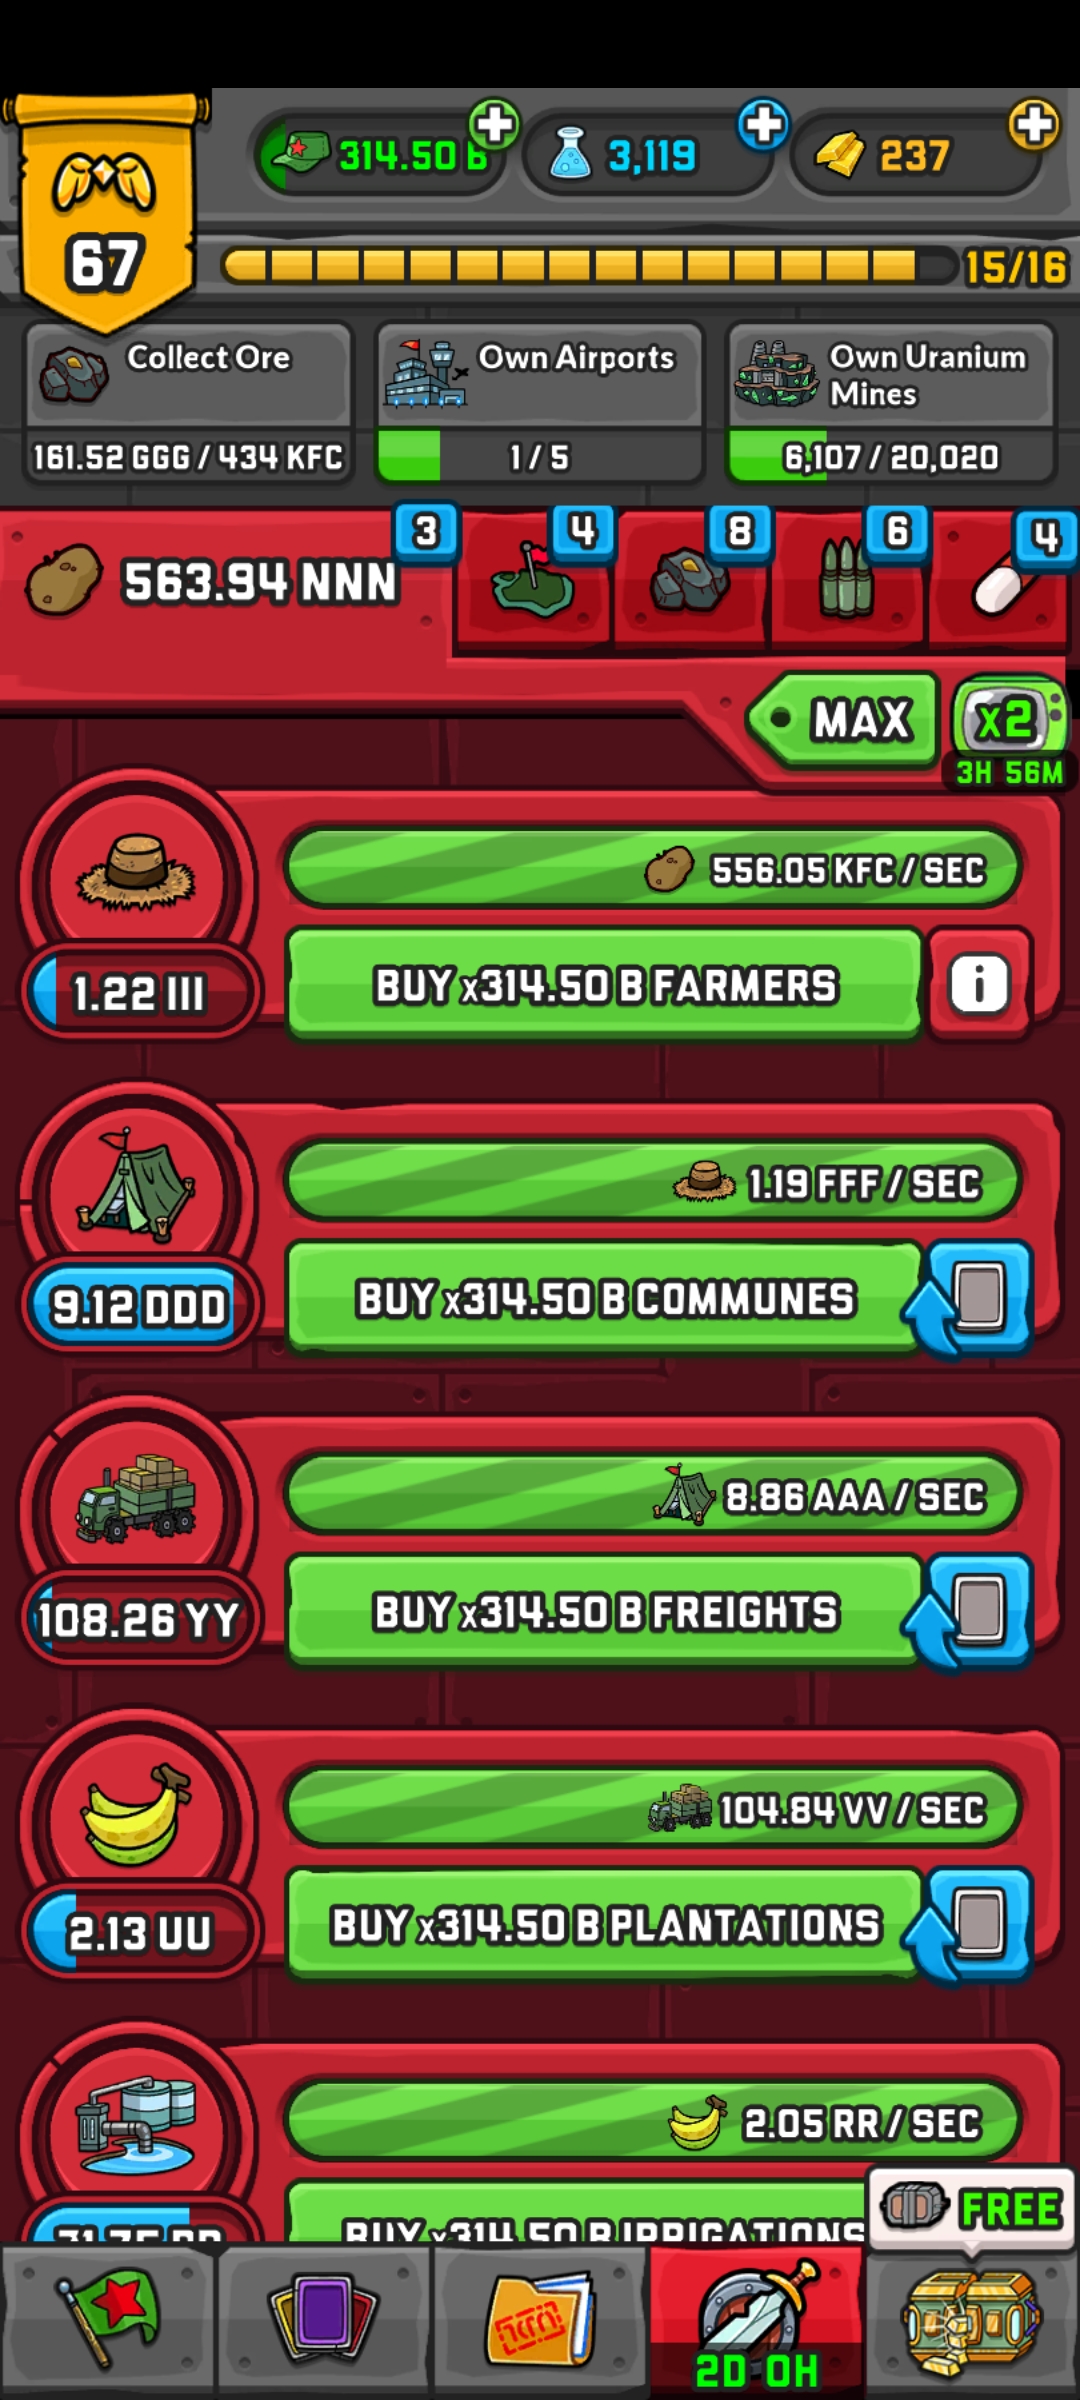 314.50 B
3,119
237
67
15/16
Collect Ore
161.52 GGG / 434 KFC
Own Airports
1 / 5
Own Uranium
Mines
6,107 / 20,020
563.94 NNN
3
4
8
6
4
MAX
x2
3H 56M
556.05 KFC / SEC
1.22 III
BUY x314.50 B FARMERS
i
1.19 FFF / SEC
9.12 DDD
BUY x314.50 B COMMUNES
8.86 AAA / SEC
108.26 YY
BUY x314.50 B FREIGHTS
104.84 VV / SEC
2.13 UU
BUY x314.50 B PLANTATIONS
2.05 RR / SEC
BUY x314.50 B IRRIGATIONS
FREE
2D 0H